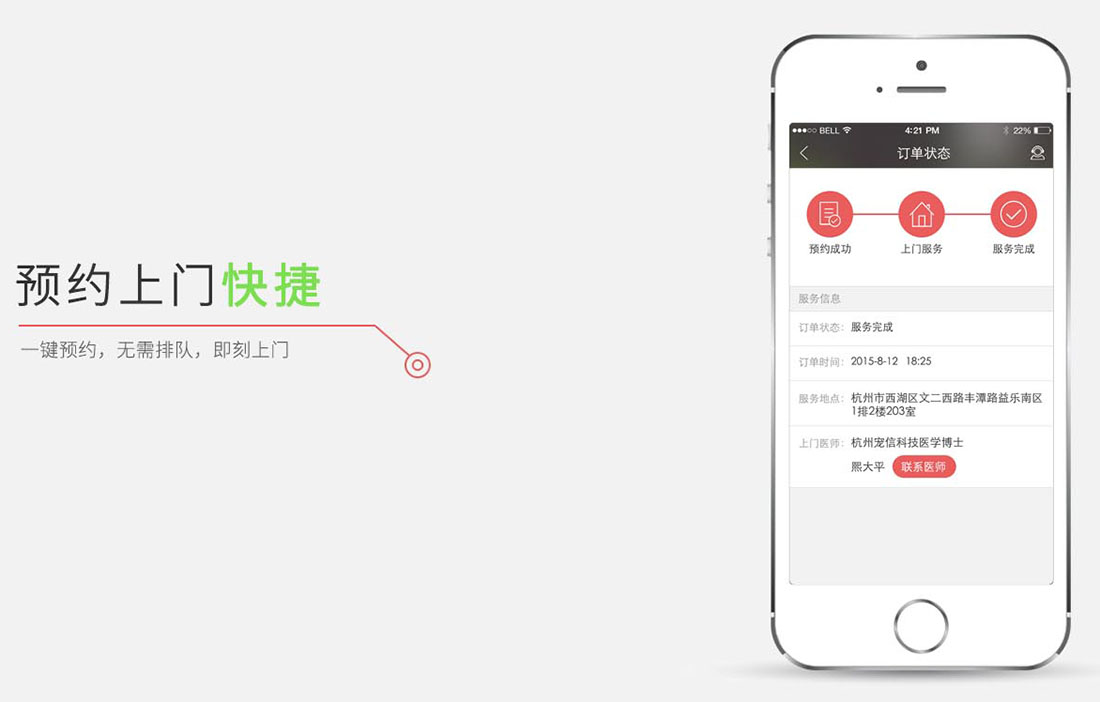 预约上门快捷
一键预约，无需排队，即刻上门
BELL 4:21 PM 22%
订单状态
预约成功 上门服务 服务完成
服务信息
订单状态：服务完成
订单时间：2015-8-12 18:25
服务地点：杭州市西湖区文二西路丰潭路益乐南区
1排2楼203室
上门医师：杭州宠信科技医学博士
熙大平 联系医师